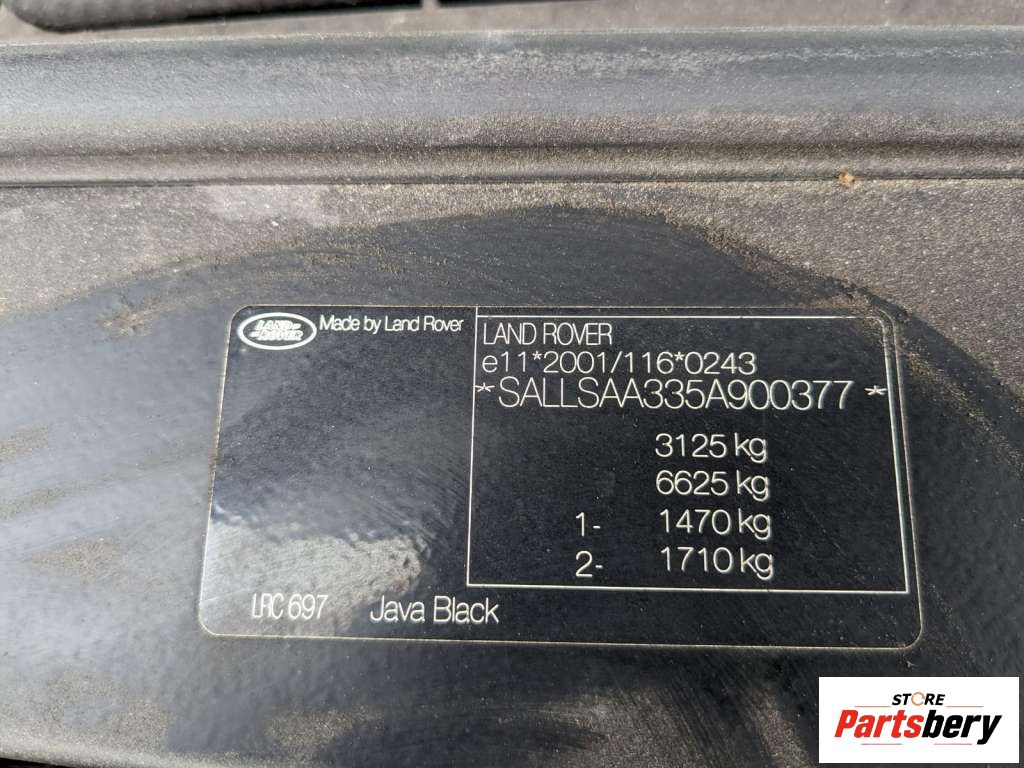 LAND-
-ROVER
Made by Land Rover
LAND ROVER
e11*2001/116*0243
*SALLSAA335A900377 *
3125 kg
6625 kg
1- 1470 kg
2- 1710 kg
LRC 697 Java Black
STORE
Partsbery